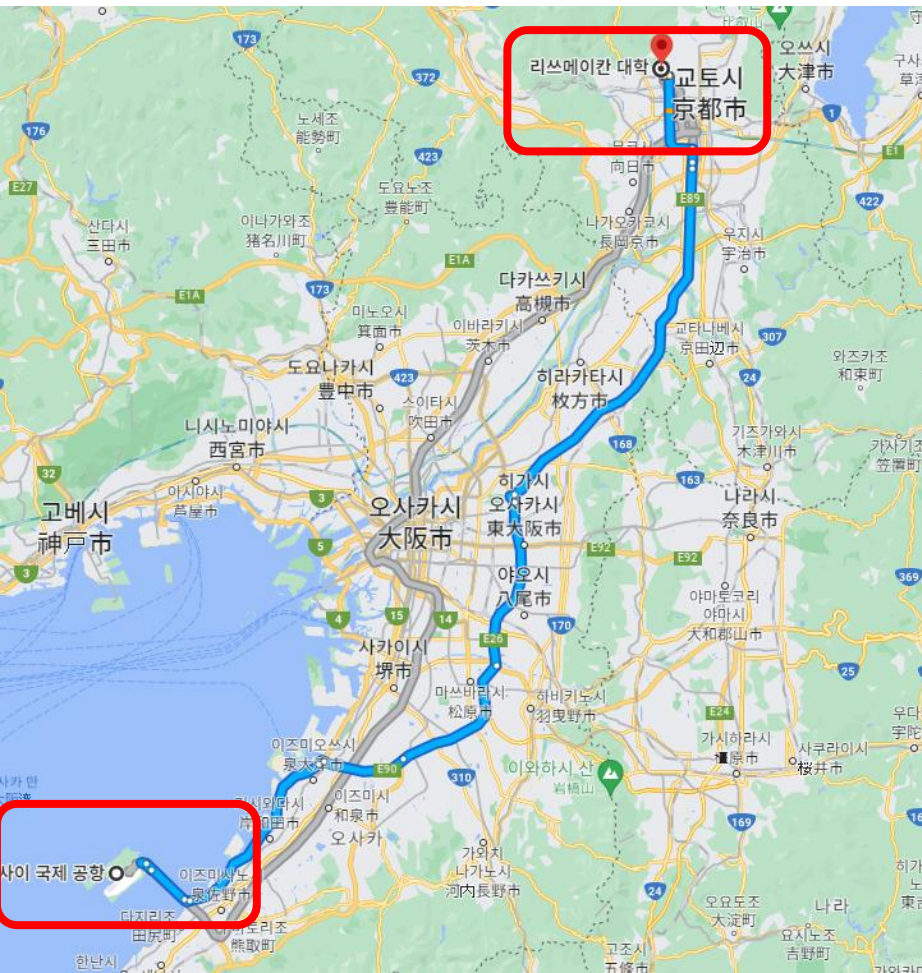 173
리쓰메이칸 대학
교토시
京都市
오쓰시
大津市
구사
草津
372
1
176
노세조
能勢町
423
向日市
E1
E27
도요노조
豊能町
E89
422
산다시
三田市
이나가와조
猪名川町
나가오카쿄시
長岡京市
우지시
宇治市
E1A
E1A
다카쓰키시
高槻市
173
미노오시
箕面市
이바라키시
茨木市
교타나베시
京田辺市
307
와즈카조
和束町
도요나카시
豊中市
423
히라카타시
枚方市
24
스이타시
吹田市
니시노미야시
西宮市
168
기즈가와시
木津川市
가사기조
笠置町
32
아시야시
芦屋市
3
163
히가시
오사카시
東大阪市
나라시
奈良市
고베시
神戸市
오사카시
大阪市
5
E92
E92
3
야오시
八尾市
369
야마토코리
야마시
大和郡山市
4
15
14
170
E26
사카이시
堺市
25
마쓰바라시
松原市
하비키노시
羽曳野市
E24
우다
宇陀
가시하라시
橿原市
사쿠라이시
桜井市
이즈미오쓰시
泉大津市
E90
310
이와하시 산
岩橋山
사카 만
이즈미시
和泉市
岸和田市
오사카
169
16
가와치
나가노시
河内長野市
사이 국제 공항
이즈미사노시
泉佐野市
24
오요도조
大淀町
나라
다지리조
田尻町
熊取町
요시노조
吉野町
한난시
고조시
五條市